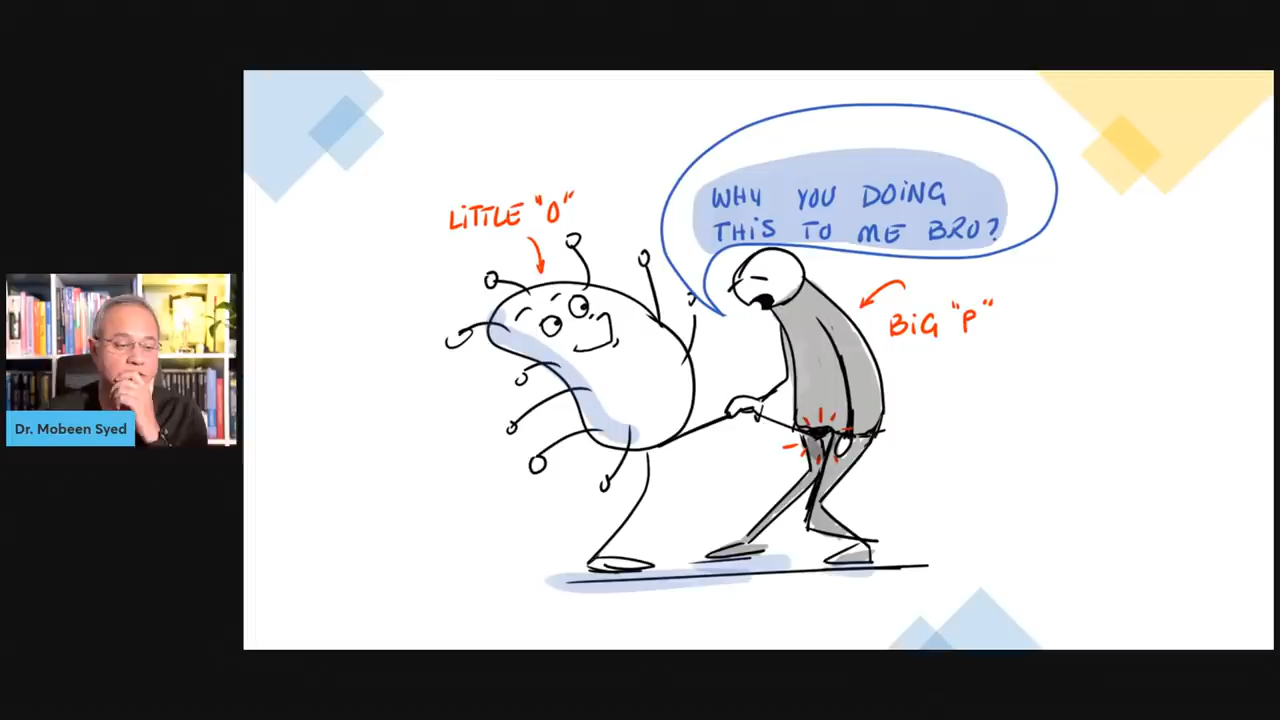 LiTTLE "O"
WHY YOU DOiNG
THiS TO ME BRO?
BiG "P"
Dr. Mobeen Syed